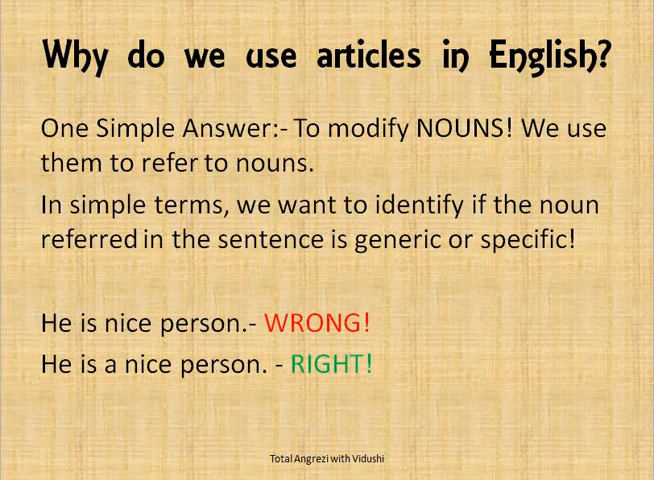 Why do we use articles in English?
One Simple Answer:- To modify NOUNS! We use
them to refer to nouns.
In simple terms, we want to identify if the noun
referred in the sentence is generic or specific!
He is nice person.- WRONG!
He is a nice person. - RIGHT!
Total Angrezi with Vidushi